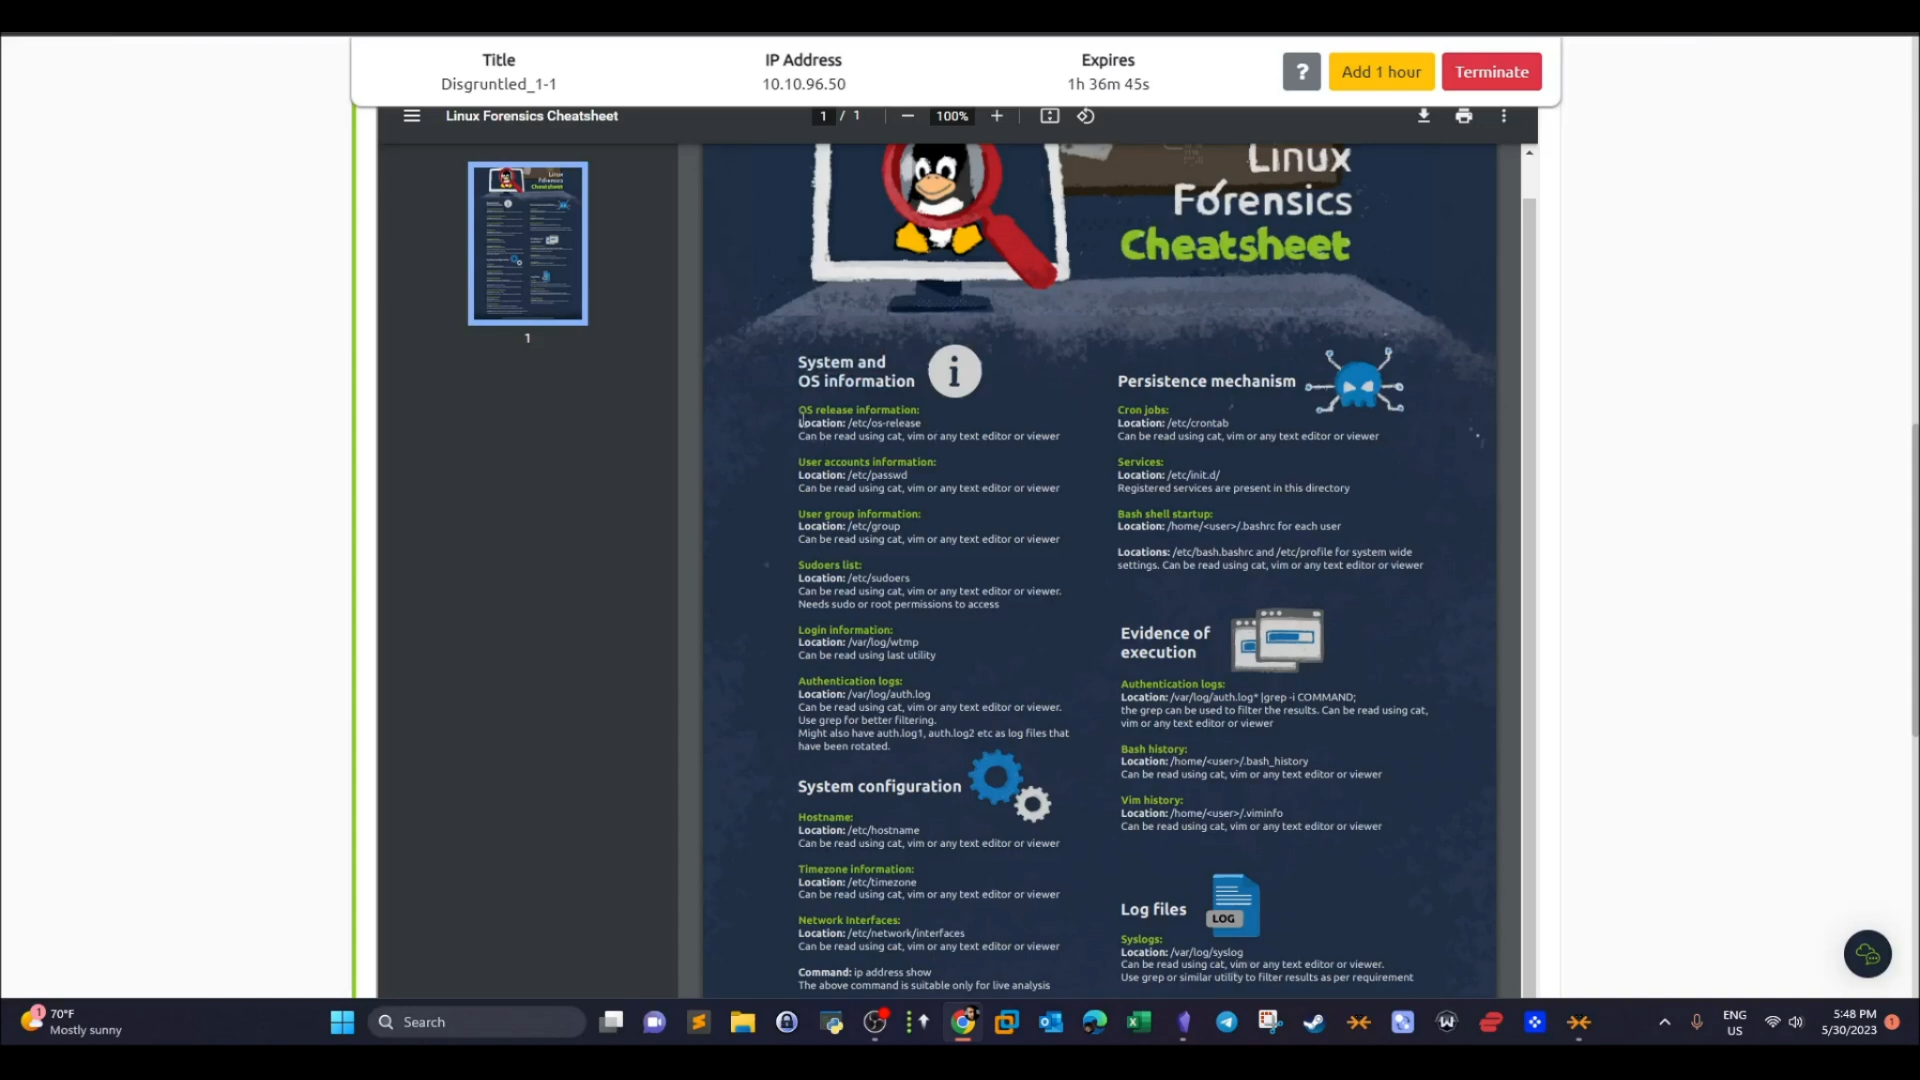 Title
Disgruntled_1-1
IP Address
10.10.96.50
Expires
1h 36m 45s
?
Add 1 hour
Terminate
Linux Forensics Cheatsheet
1 / 1
100%
1
Linux
Forensics
Cheatsheet
System and
OS information
i
OS release information:
Location: /etc/os-release
Can be read using cat, vim or any text editor or viewer
User accounts information:
Location: /etc/passwd
Can be read using cat, vim or any text editor or viewer
User group information:
Location: /etc/group
Can be read using cat, vim or any text editor or viewer
Sudoers list:
Location: /etc/sudoers
Can be read using cat, vim or any text editor or viewer.
Needs sudo or root permissions to access
Login information:
Location: /var/log/wtmp
Can be read using last utility
Authentication logs:
Location: /var/log/auth.log
Can be read using cat, vim or any text editor or viewer.
Use grep for better filtering.
Might also have auth.log1, auth.log2 etc as log files that
have been rotated.
System configuration
Hostname:
Location: /etc/hostname
Can be read using cat, vim or any text editor or viewer
Timezone information:
Location: /etc/timezone
Can be read using cat, vim or any text editor or viewer
Network Interfaces:
Location: /etc/network/interfaces
Can be read using cat, vim or any text editor or viewer
Command: ip address show
The above command is suitable only for live analysis
Persistence mechanism
Cron jobs:
Location: /etc/crontab
Can be read using cat, vim or any text editor or viewer
Services:
Location: /etc/init.d/
Registered services are present in this directory
Bash shell startup:
Location: /home/<user>/.bashrc for each user
Locations: /etc/bash.bashrc and /etc/profile for system wide
settings. Can be read using cat, vim or any text editor or viewer
Evidence of
execution
Authentication logs:
Location: /var/log/auth.log* |grep -i COMMAND;
the grep can be used to filter the results. Can be read using cat,
vim or any text editor or viewer
Bash history:
Location: /home/<user>/.bash_history
Can be read using cat, vim or any text editor or viewer
Vim history:
Location: /home/<user>/.viminfo
Can be read using cat, vim or any text editor or viewer
Log files
LOG
Syslogs:
Location: /var/log/syslog
Can be read using cat, vim or any text editor or viewer.
Use grep or similar utility to filter results as per requirement
1
70°F
Mostly sunny
Search
ENG
US
5:48 PM
5/30/2023
1